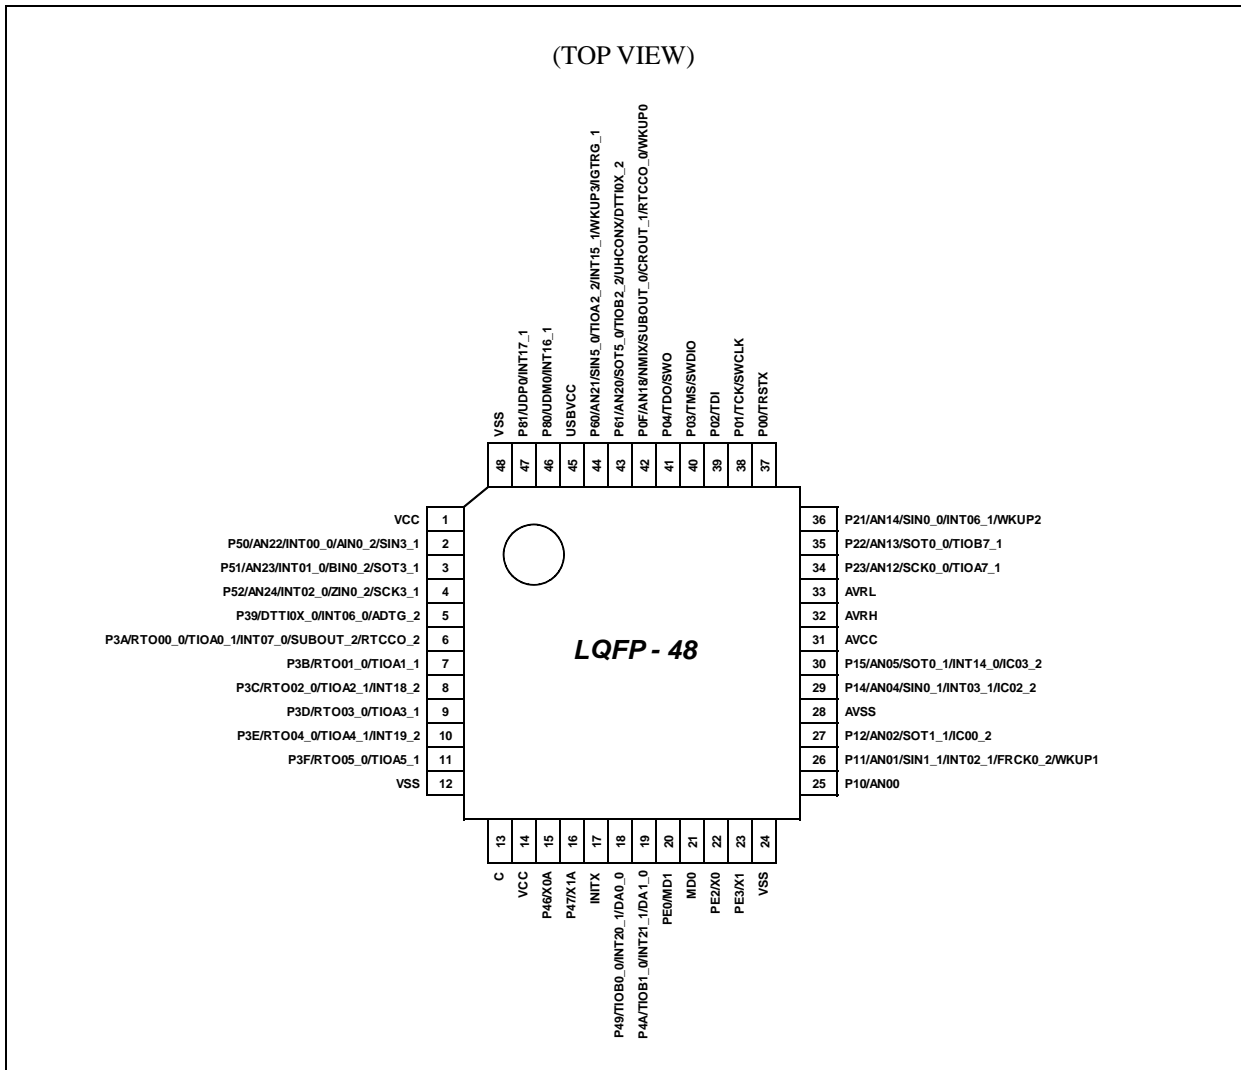 (TOP VIEW)
VSS
P81/UDP0/INT17_1
P80/UDM0/INT16_1
USBVCC
P60/AN21/SIN5_0/TIOA2_2/INT15_1/WKUP3/IGTRG_1
P61/AN20/SOT5_0/TIOB2_2/UHCONX/DTTI0X_2
P0F/AN18/NMIX/SUBOUT_0/CROUT_1/RTCCO_0/WKUP0
P04/TDO/SWO
P03/TMS/SWDIO
P02/TDI
P01/TCK/SWCLK
P00/TRSTX
48 47 46 45 44 43 42 41 40 39 38 37
VCC 1
P50/AN22/INT00_0/AIN0_2/SIN3_1 2
P51/AN23/INT01_0/BIN0_2/SOT3_1 3
P52/AN24/INT02_0/ZIN0_2/SCK3_1 4
P39/DTTI0X_0/INT06_0/ADTG_2 5
P3A/RTO00_0/TIOA0_1/INT07_0/SUBOUT_2/RTCCO_2 6
P3B/RTO01_0/TIOA1_1 7
P3C/RTO02_0/TIOA2_1/INT18_2 8
P3D/RTO03_0/TIOA3_1 9
P3E/RTO04_0/TIOA4_1/INT19_2 10
P3F/RTO05_0/TIOA5_1 11
VSS 12
LQFP - 48
36 P21/AN14/SIN0_0/INT06_1/WKUP2
35 P22/AN13/SOT0_0/TIOB7_1
34 P23/AN12/SCK0_0/TIOA7_1
33 AVRL
32 AVRH
31 AVCC
30 P15/AN05/SOT0_1/INT14_0/IC03_2
29 P14/AN04/SIN0_1/INT03_1/IC02_2
28 AVSS
27 P12/AN02/SOT1_1/IC00_2
26 P11/AN01/SIN1_1/INT02_1/FRCK0_2/WKUP1
25 P10/AN00
13 14 15 16 17 18 19 20 21 22 23 24
C
VCC
P46/X0A
P47/X1A
INITX
P49/TIOB0_0/INT20_1/DA0_0
P4A/TIOB1_0/INT21_1/DA1_0
PE0/MD1
MD0
PE2/X0
PE3/X1
VSS